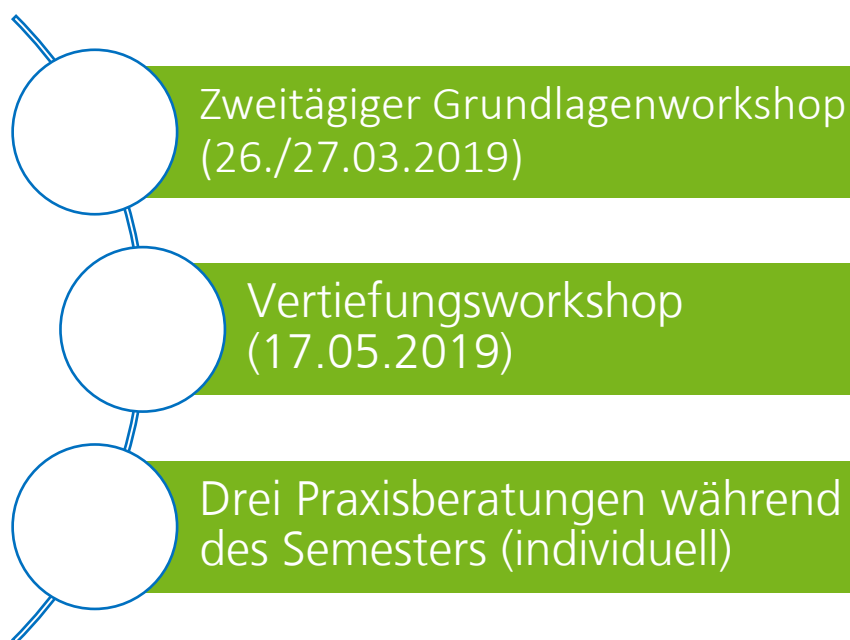 Zweitägiger Grundlagenworkshop
(26./27.03.2019)
Vertiefungsworkshop
(17.05.2019)
Drei Praxisberatungen während
des Semesters (individuell)